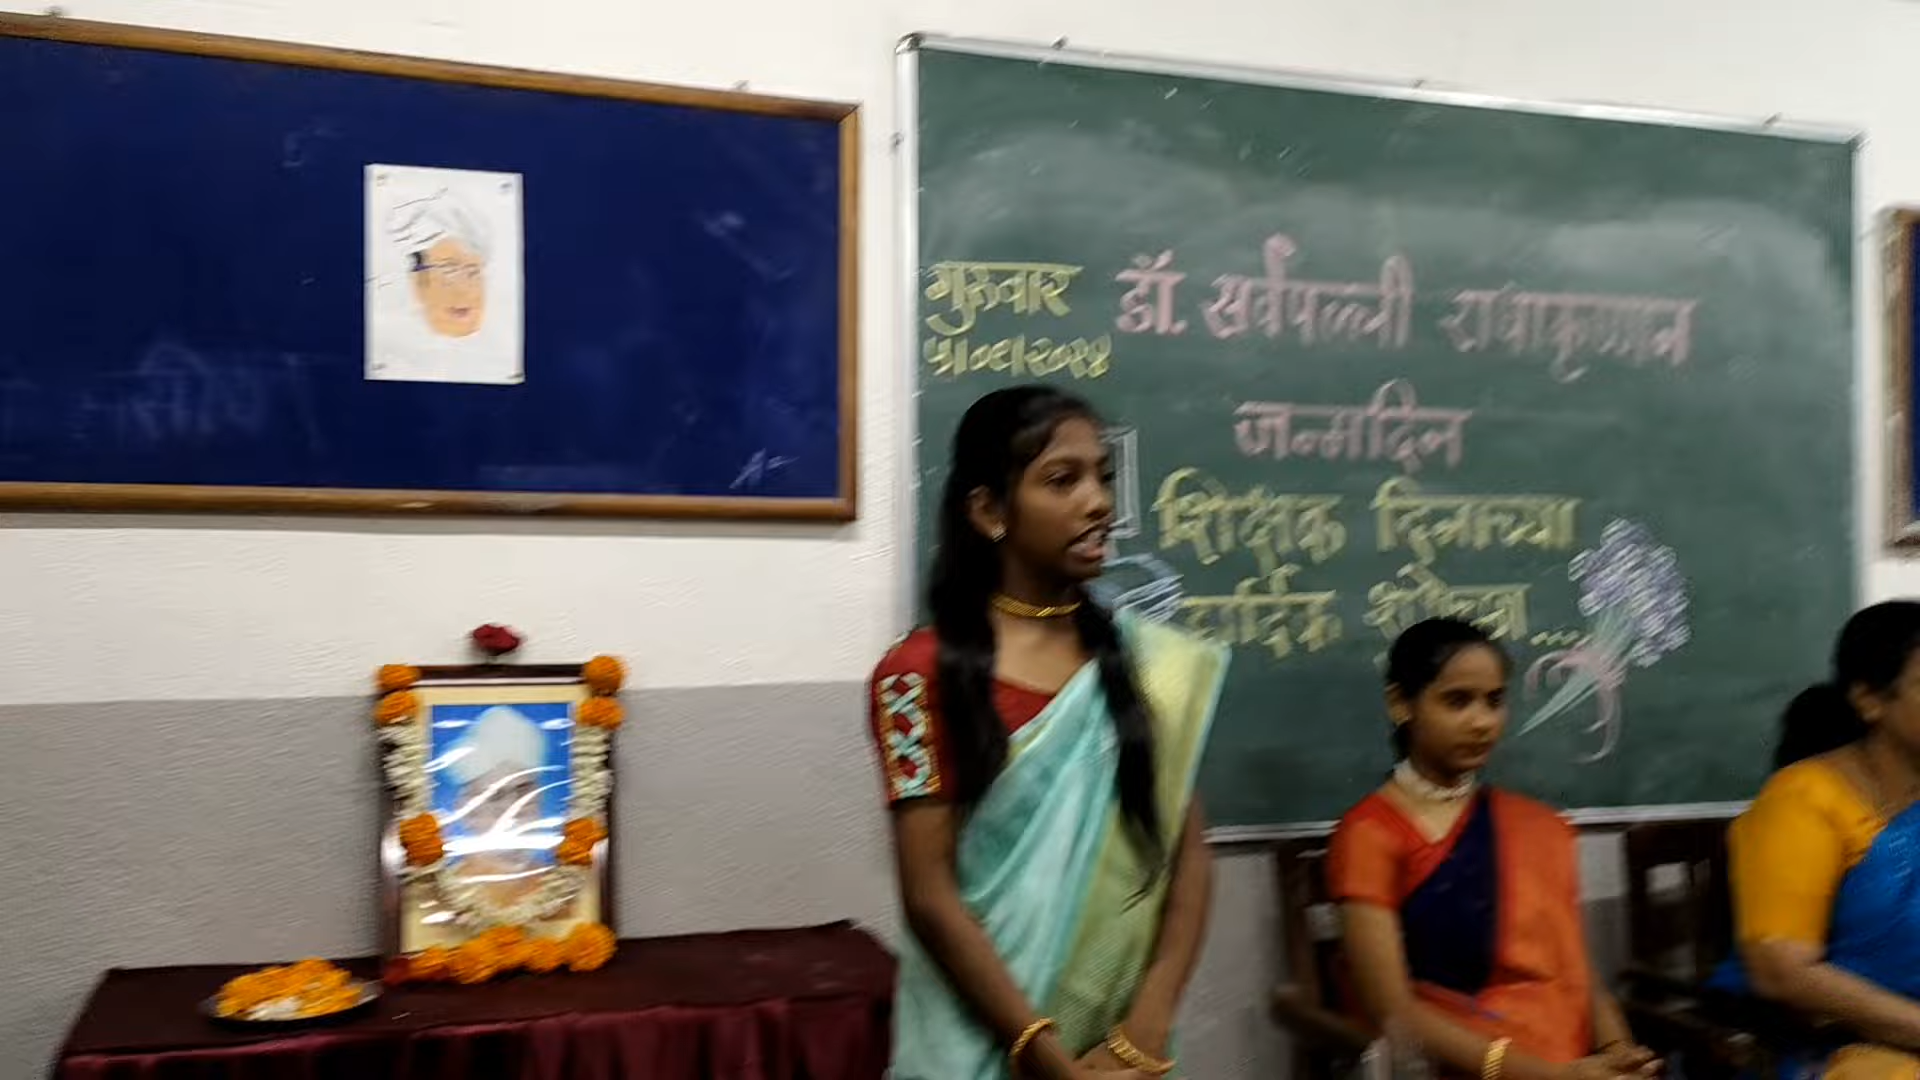 गुरुवार
५।०९।२०२४
डॉ. सर्वपल्ली राधाकृष्णन
जन्मदिन
शिक्षक दिनाच्या
हार्दिक शुभेच्छा...